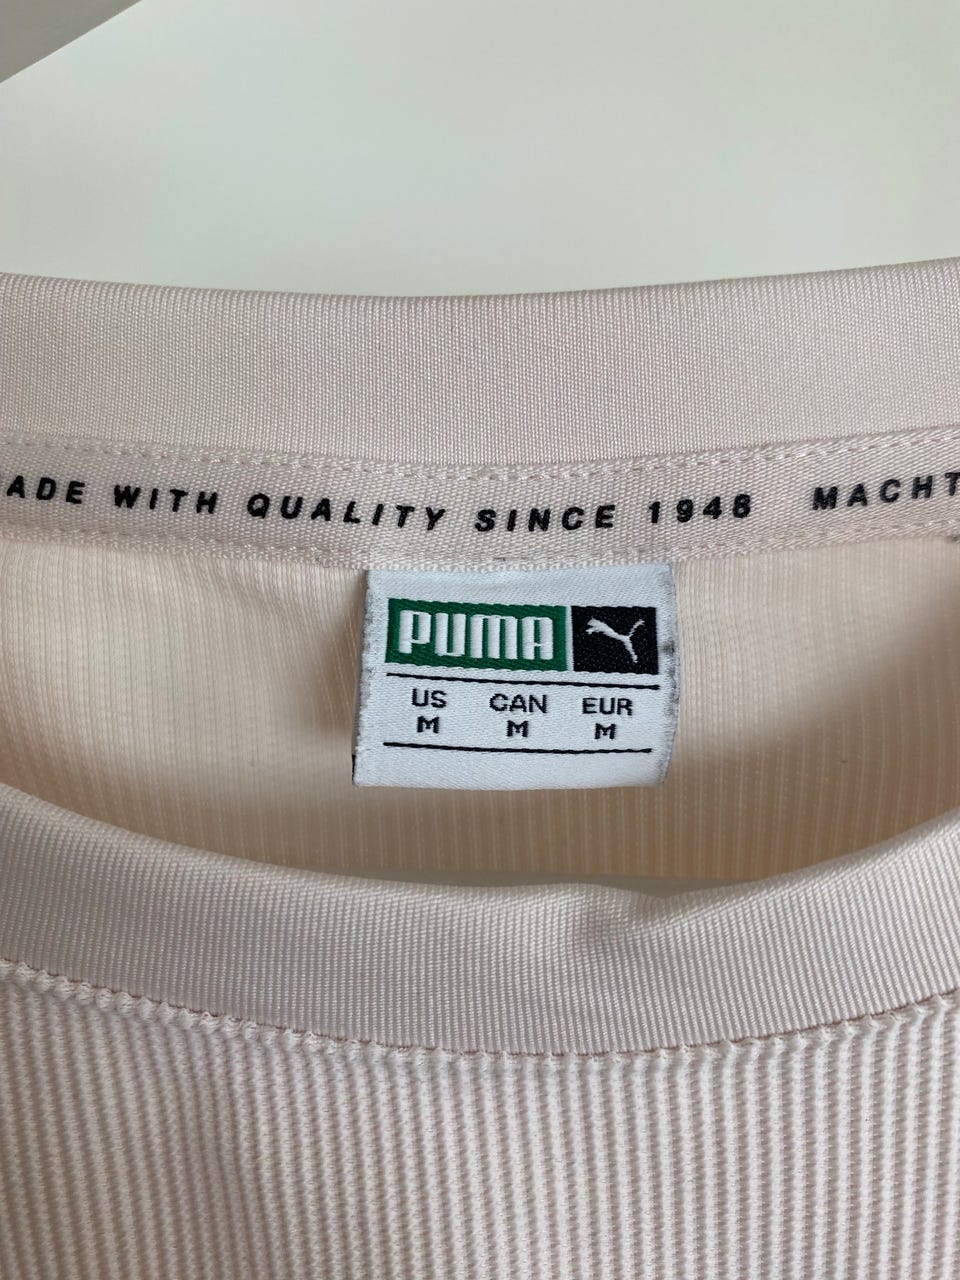 ADE WITH QUALITY SINCE 1948 MACHT
PUMA
US CAN EUR
M M M